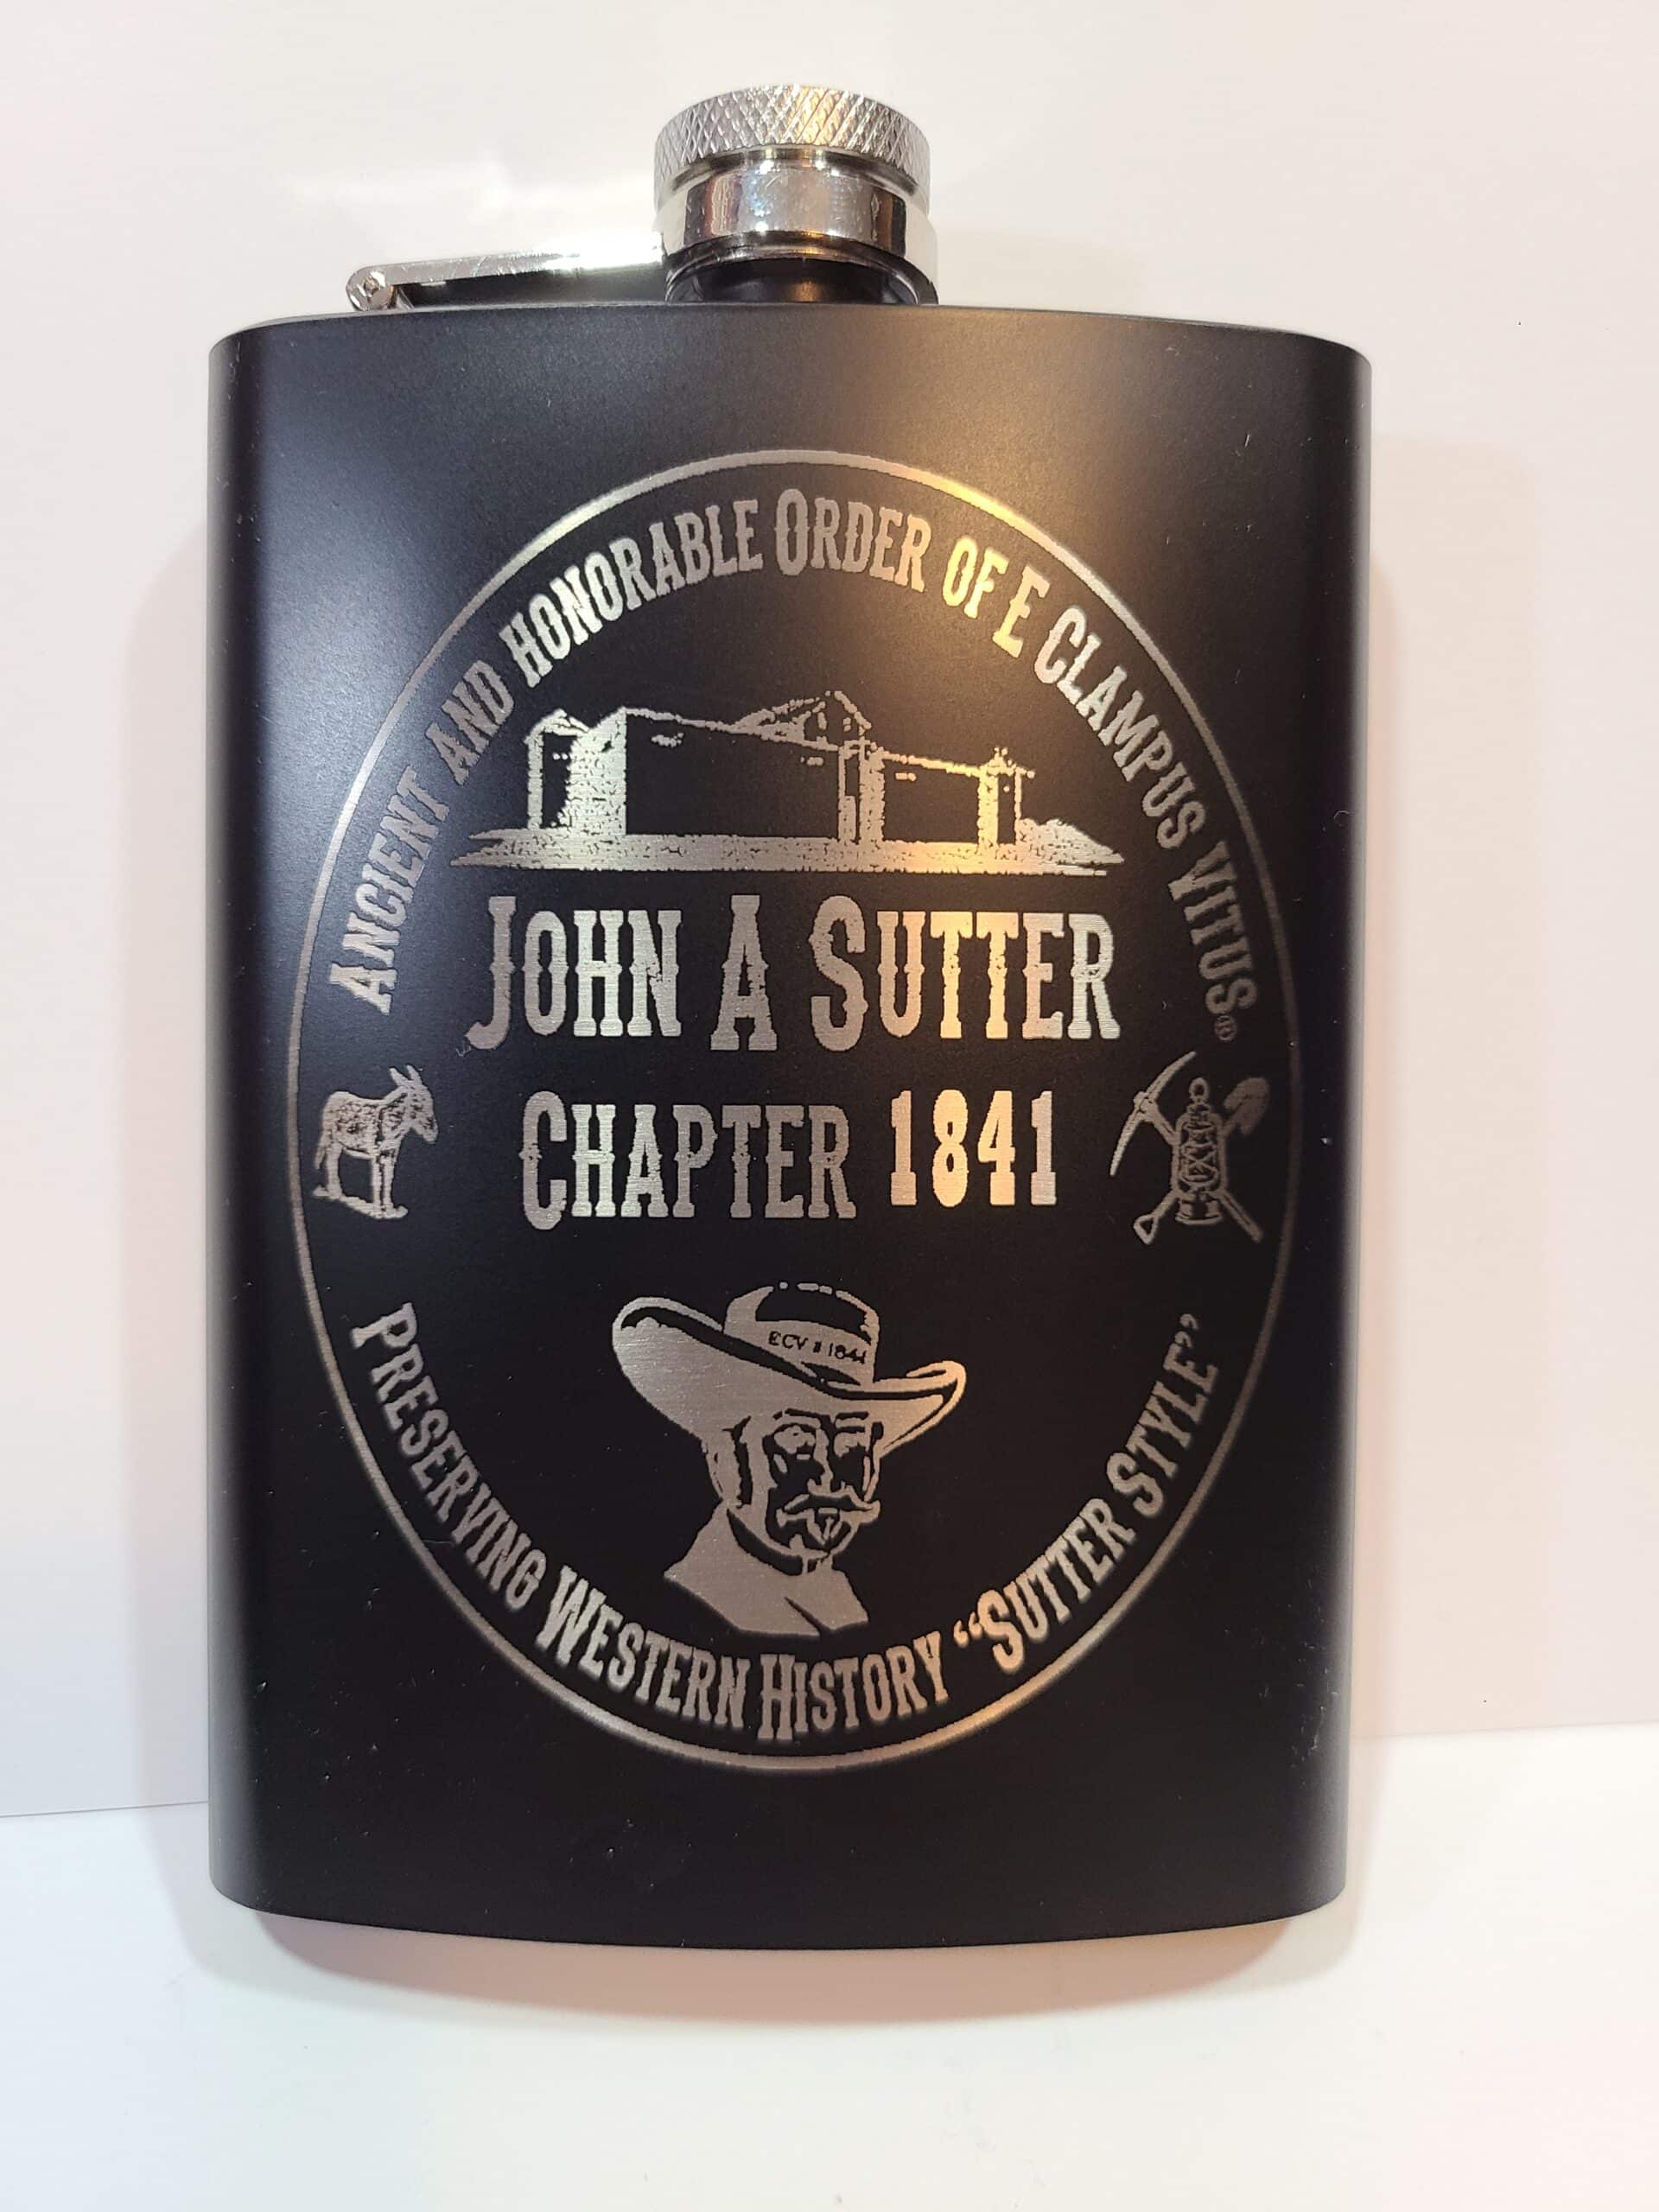 Ancient and honorable Order of E Clampus Vitus®
John A Sutter
Chapter 1841
ECV # 1841
Preserving Western History “Sutter Style”